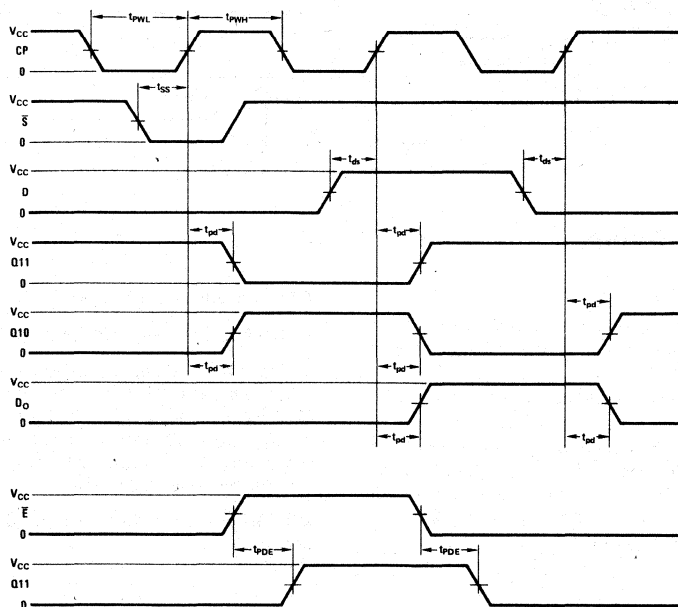 tPWL tPWH
VCC
CP
0
tSS
VCC
S̅
0
tds tds
VCC
D
0
tpd tpd
VCC
Q11
0
tpd
VCC
Q10
0
tpd tpd
VCC
DO
0
tpd tpd
VCC
E̅
0
tPDE tPDE
VCC
Q11
0